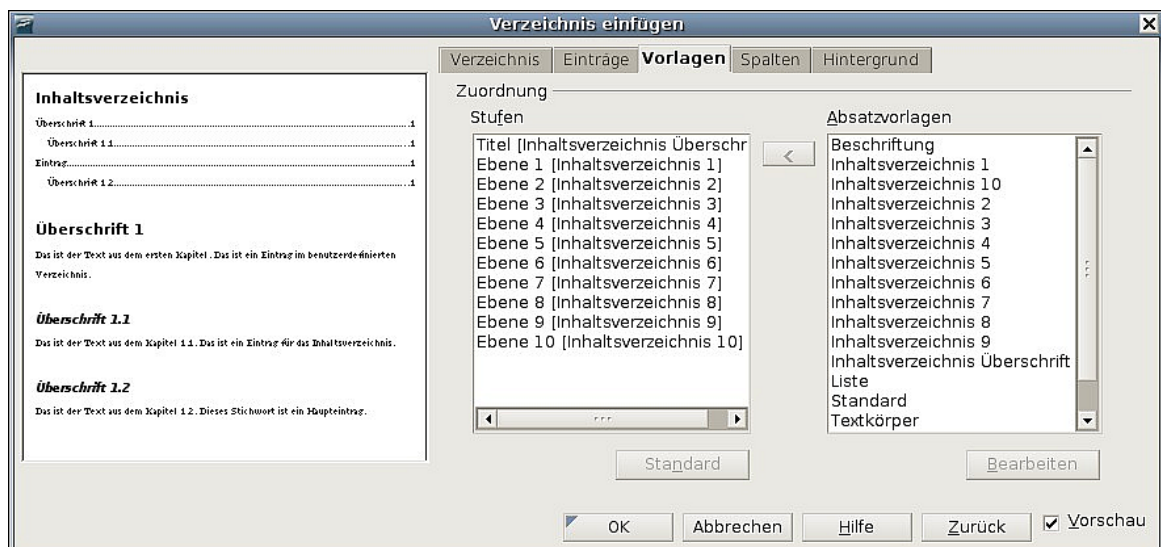 Verzeichnis einfügen
Verzeichnis Einträge Vorlagen Spalten Hintergrund
Inhaltsverzeichnis
Überschrift 1..........1
Überschrift 1.1..........1
Eintrag..........1
Überschrift 1.2..........1
Überschrift 1
Das ist der Text aus dem ersten Kapitel. Das ist ein Eintrag im benutzerdefinierten
Verzeichnis.
Überschrift 1.1
Das ist der Text aus dem Kapitel 1.1. Das ist ein Eintrag für das Inhaltsverzeichnis.
Überschrift 1.2
Das ist der Text aus dem Kapitel 1.2. Dieses Stichwort ist ein Haupteintrag.
Zuordnung
Stufen
Titel [Inhaltsverzeichnis Überschr
Ebene 1 [Inhaltsverzeichnis 1]
Ebene 2 [Inhaltsverzeichnis 2]
Ebene 3 [Inhaltsverzeichnis 3]
Ebene 4 [Inhaltsverzeichnis 4]
Ebene 5 [Inhaltsverzeichnis 5]
Ebene 6 [Inhaltsverzeichnis 6]
Ebene 7 [Inhaltsverzeichnis 7]
Ebene 8 [Inhaltsverzeichnis 8]
Ebene 9 [Inhaltsverzeichnis 9]
Ebene 10 [Inhaltsverzeichnis 10]
Standard
<
Absatzvorlagen
Beschriftung
Inhaltsverzeichnis 1
Inhaltsverzeichnis 10
Inhaltsverzeichnis 2
Inhaltsverzeichnis 3
Inhaltsverzeichnis 4
Inhaltsverzeichnis 5
Inhaltsverzeichnis 6
Inhaltsverzeichnis 7
Inhaltsverzeichnis 8
Inhaltsverzeichnis 9
Inhaltsverzeichnis Überschrift
Liste
Standard
Textkörper
Bearbeiten
OK Abbrechen Hilfe Zurück Vorschau